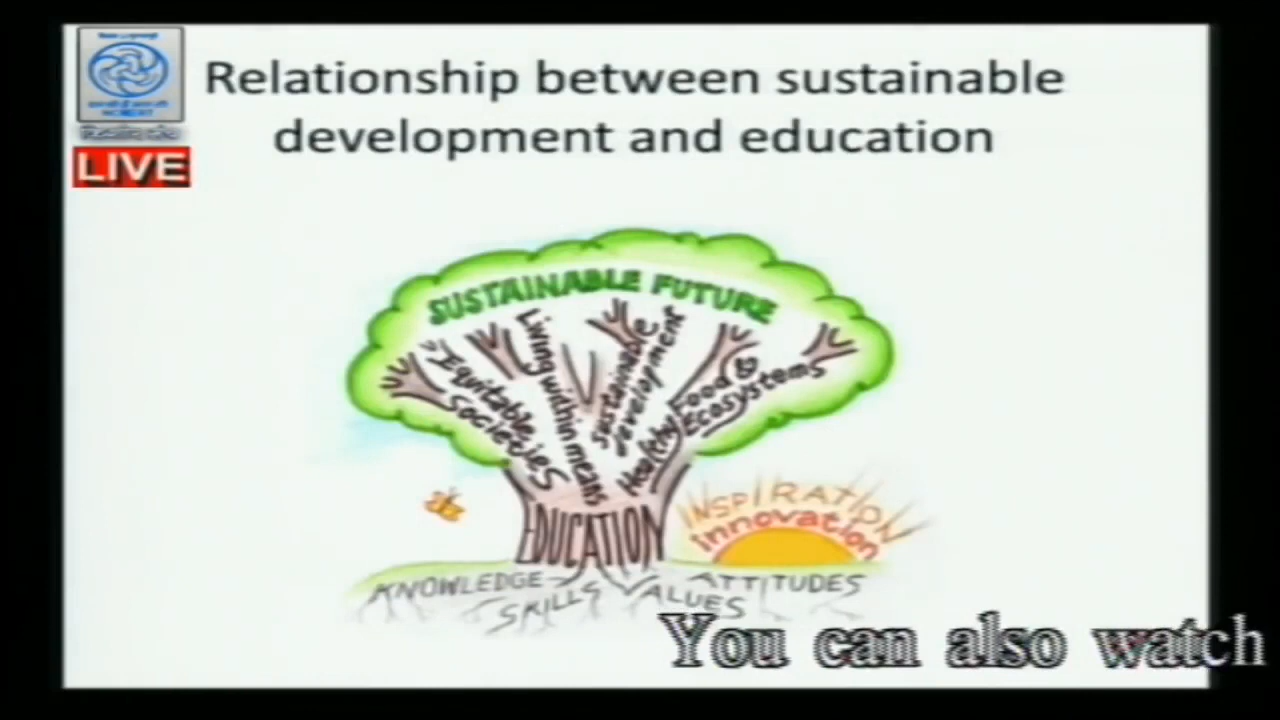 Relationship between sustainable
development and education
LIVE
SUSTAINABLE FUTURE
Equitable
Societies
Living within means
sustainable
development
Healthy Food &
Ecosystems
EDUCATION
INSPIRATION
innovation
KNOWLEDGE
SKILLS
VALUES
ATTITUDES
You can also watch